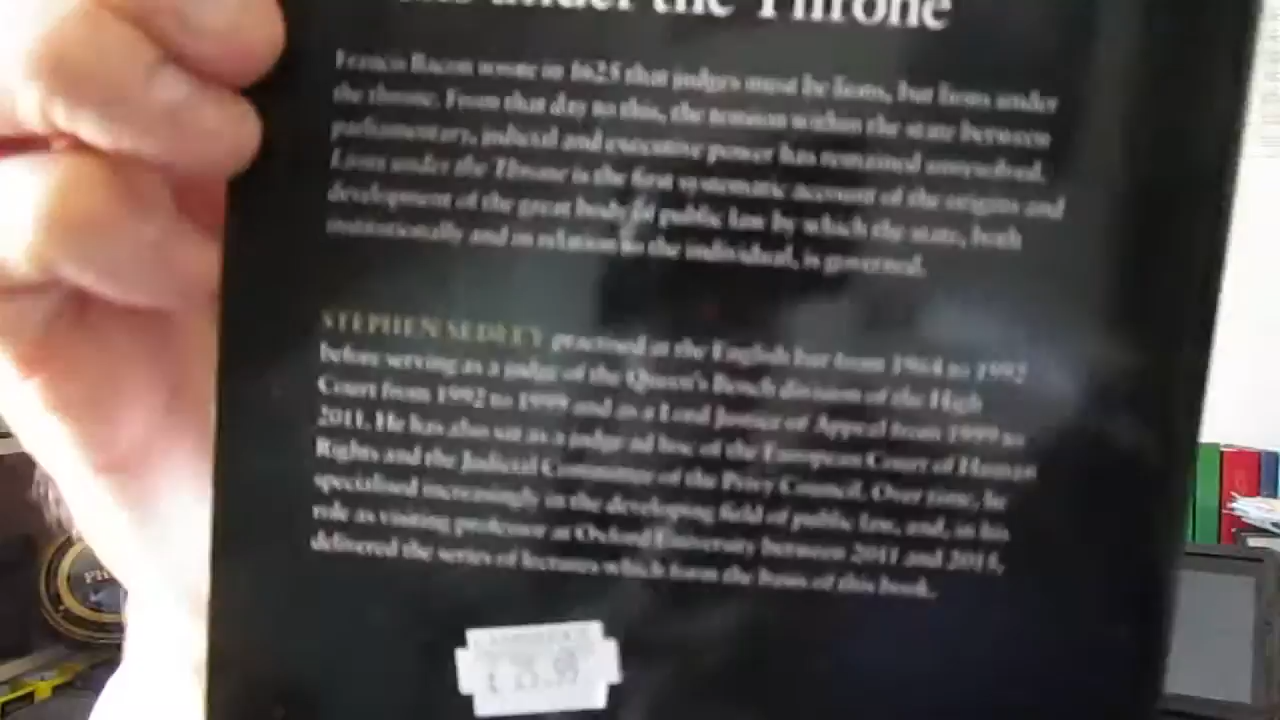 under the Throne
Francis Bacon wrote in 1625 that judges must be lions, but lions under
the throne. From that day to this, the tension within the state between
parliamentary, judicial and executive power has remained unresolved.
Lions under the Throne is the first systematic account of the origins and
development of the great body of public law by which the state, both
institutionally and in relation to the individual, is governed.
STEPHEN SEDLEY practised at the English bar from 1964 to 1992
before serving as a judge of the Queen's Bench division of the High
Court from 1992 to 1999 and as a Lord Justice of Appeal from 1999 to
2011. He has also sat as a judge ad hoc of the European Court of Human
Rights and the Judicial Committee of the Privy Council. Over time, he
specialised increasingly in the developing field of public law, and, in his
role as visiting professor at Oxford University between 2011 and 2015,
delivered the series of lectures which form the basis of this book.